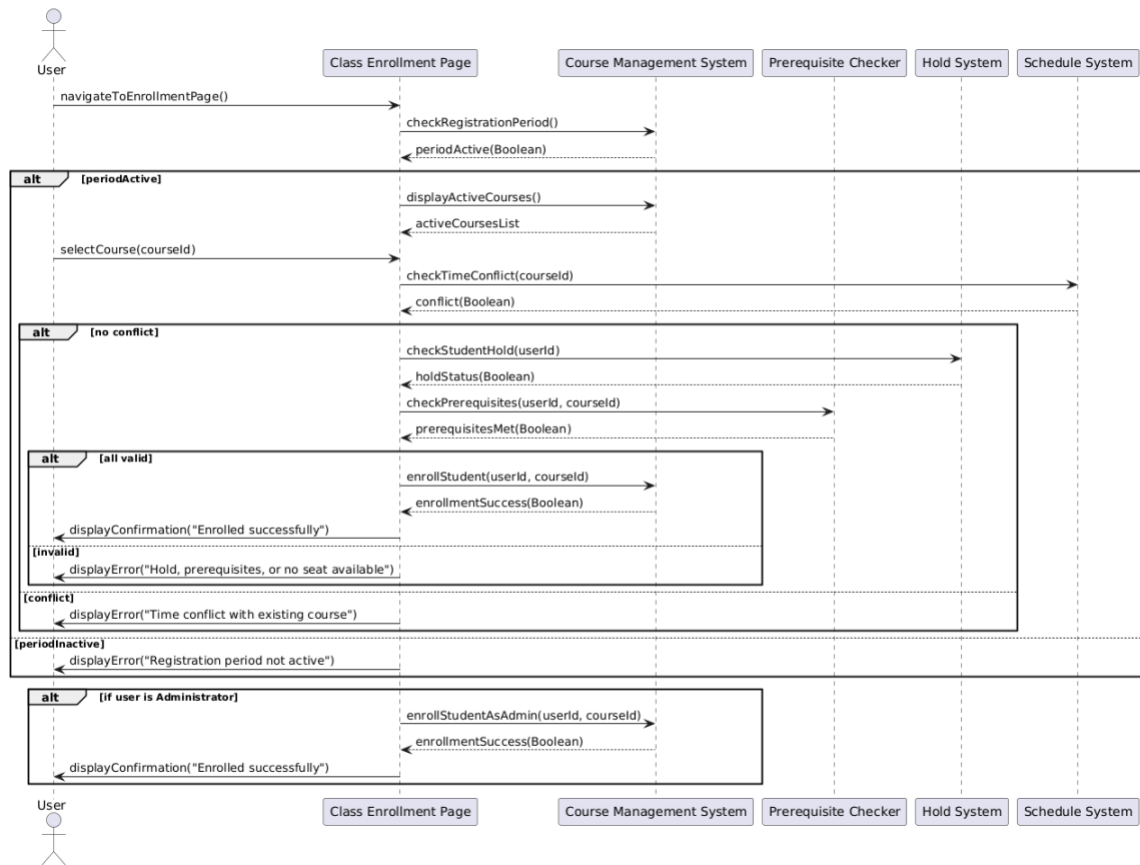 User
Class Enrollment Page
Course Management System
Prerequisite Checker
Hold System
Schedule System
navigateToEnrollmentPage()
checkRegistrationPeriod()
periodActive(Boolean)
alt [periodActive]
displayActiveCourses()
activeCoursesList
selectCourse(courseId)
checkTimeConflict(courseId)
conflict(Boolean)
alt [no conflict]
checkStudentHold(userId)
holdStatus(Boolean)
checkPrerequisites(userId, courseId)
prerequisitesMet(Boolean)
alt [all valid]
enrollStudent(userId, courseId)
enrollmentSuccess(Boolean)
displayConfirmation("Enrolled successfully")
[invalid]
displayError("Hold, prerequisites, or no seat available")
[conflict]
displayError("Time conflict with existing course")
[periodInactive]
displayError("Registration period not active")
alt [if user is Administrator]
enrollStudentAsAdmin(userId, courseId)
enrollmentSuccess(Boolean)
displayConfirmation("Enrolled successfully")
User
Class Enrollment Page
Course Management System
Prerequisite Checker
Hold System
Schedule System